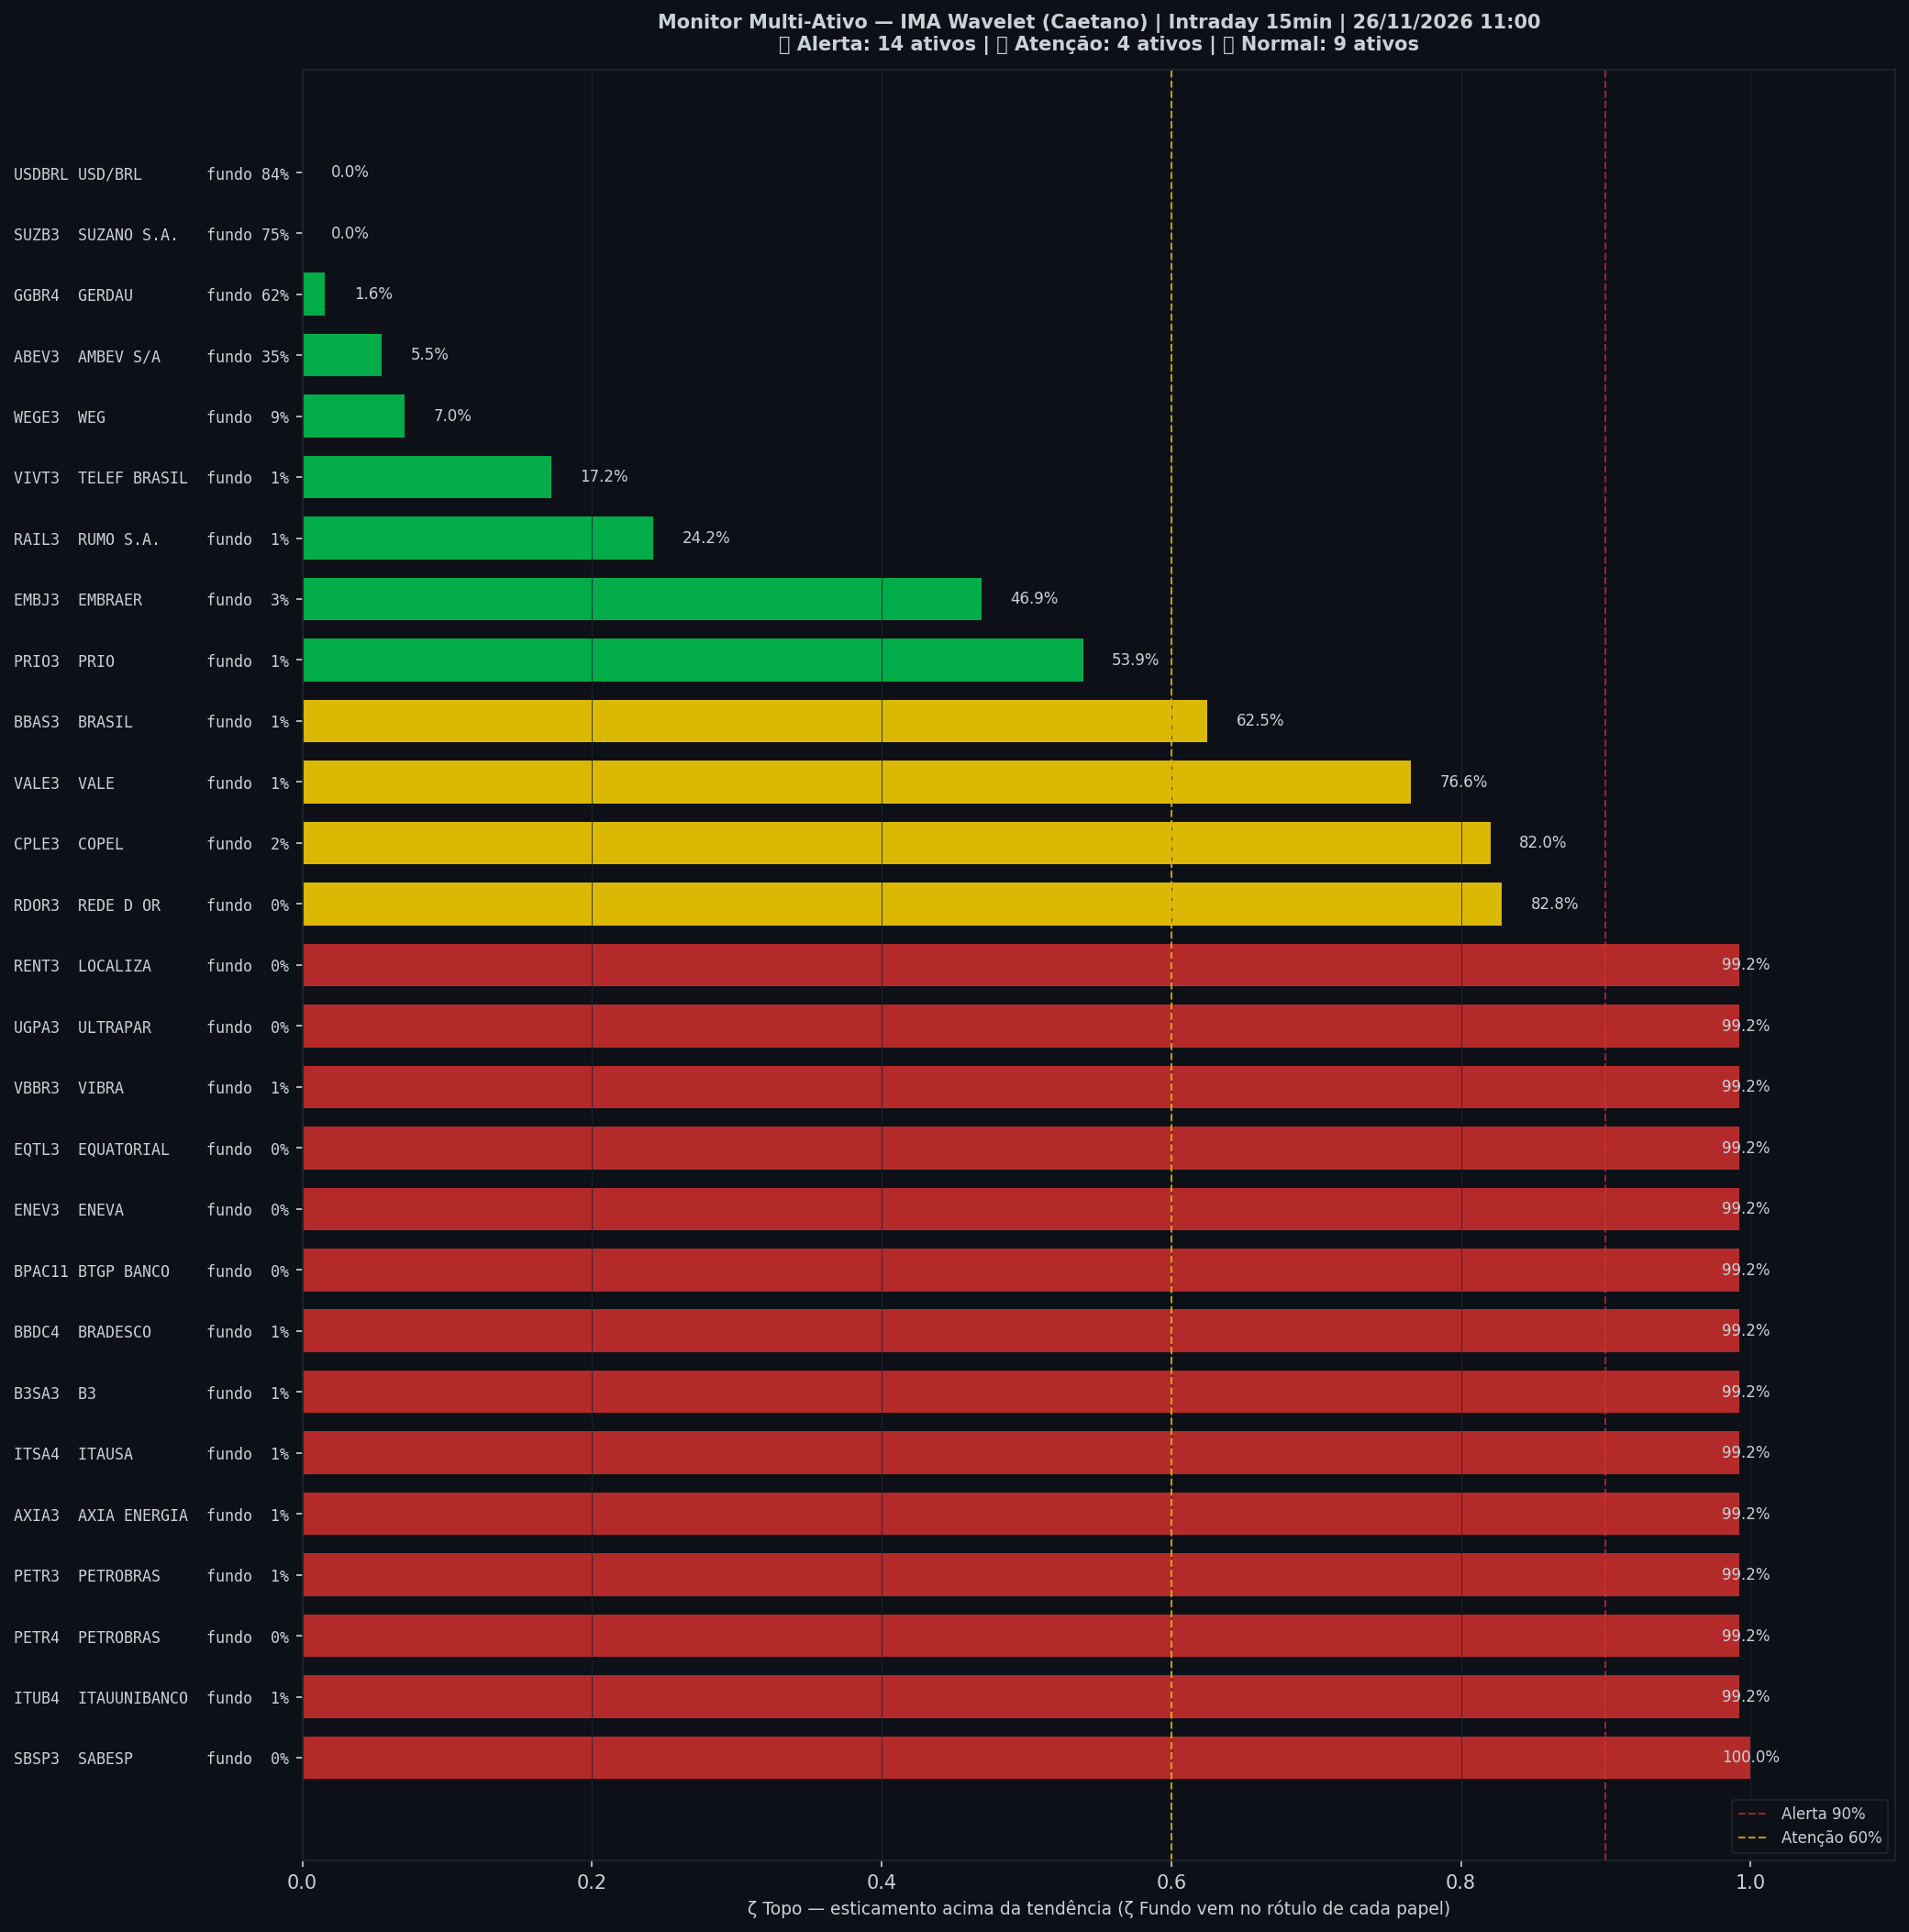 Monitor Multi-Ativo — IMA Wavelet (Caetano) | Intraday 15min | 26/11/2026 11:00
Alerta: 14 ativos | Atenção: 4 ativos | Normal: 9 ativos
USDBRL USD/BRL fundo 84% 0.0%
SUZB3 SUZANO S.A. fundo 75% 0.0%
GGBR4 GERDAU fundo 62% 1.6%
ABEV3 AMBEV S/A fundo 35% 5.5%
WEGE3 WEG fundo 9% 7.0%
VIVT3 TELEF BRASIL fundo 1% 17.2%
RAIL3 RUMO S.A. fundo 1% 24.2%
EMBJ3 EMBRAER fundo 3% 46.9%
PRIO3 PRIO fundo 1% 53.9%
BBAS3 BRASIL fundo 1% 62.5%
VALE3 VALE fundo 1% 76.6%
CPLE3 COPEL fundo 2% 82.0%
RDOR3 REDE D OR fundo 0% 82.8%
RENT3 LOCALIZA fundo 0% 99.2%
UGPA3 ULTRAPAR fundo 0% 99.2%
VBBR3 VIBRA fundo 1% 99.2%
EQTL3 EQUATORIAL fundo 0% 99.2%
ENEV3 ENEVA fundo 0% 99.2%
BPAC11 BTGP BANCO fundo 0% 99.2%
BBDC4 BRADESCO fundo 1% 99.2%
B3SA3 B3 fundo 1% 99.2%
ITSA4 ITAUSA fundo 1% 99.2%
AXIA3 AXIA ENERGIA fundo 1% 99.2%
PETR3 PETROBRAS fundo 1% 99.2%
PETR4 PETROBRAS fundo 0% 99.2%
ITUB4 ITAUUNIBANCO fundo 1% 99.2%
SBSP3 SABESP fundo 0% 100.0%
Alerta 90%
Atenção 60%
0.0 0.2 0.4 0.6 0.8 1.0
ζ Topo — esticamento acima da tendência (ζ Fundo vem no rótulo de cada papel)